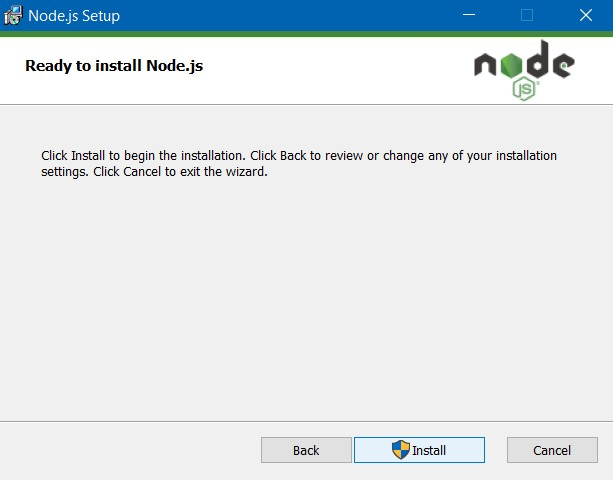 Node.js Setup
Ready to install Node.js
node
JS
Click Install to begin the installation. Click Back to review or change any of your installation
settings. Click Cancel to exit the wizard.
Back
Install
Cancel